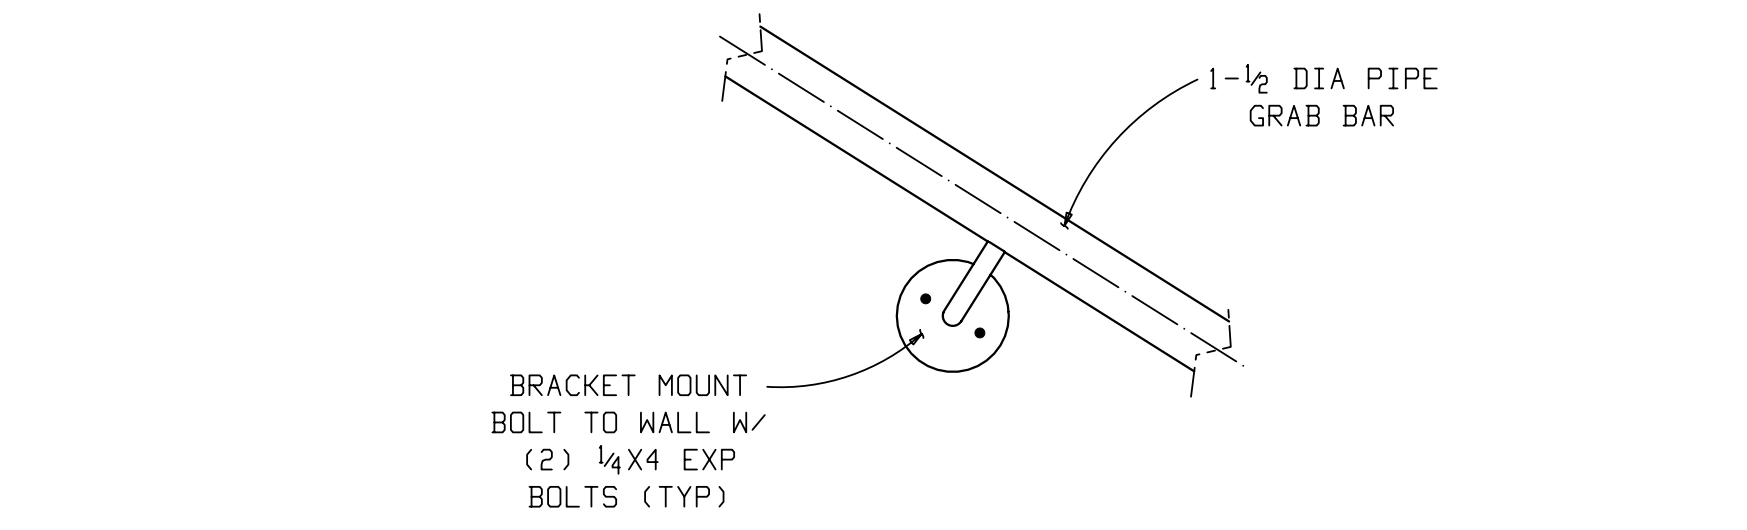 1-1/2 DIA PIPE
GRAB BAR
BRACKET MOUNT
BOLT TO WALL W/
(2) 1/4X4 EXP
BOLTS (TYP)